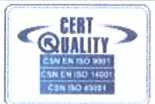 CERT
QUALITY
CSN EN ISO 9001
CSN EN ISO 14001
CSN ISO 45001